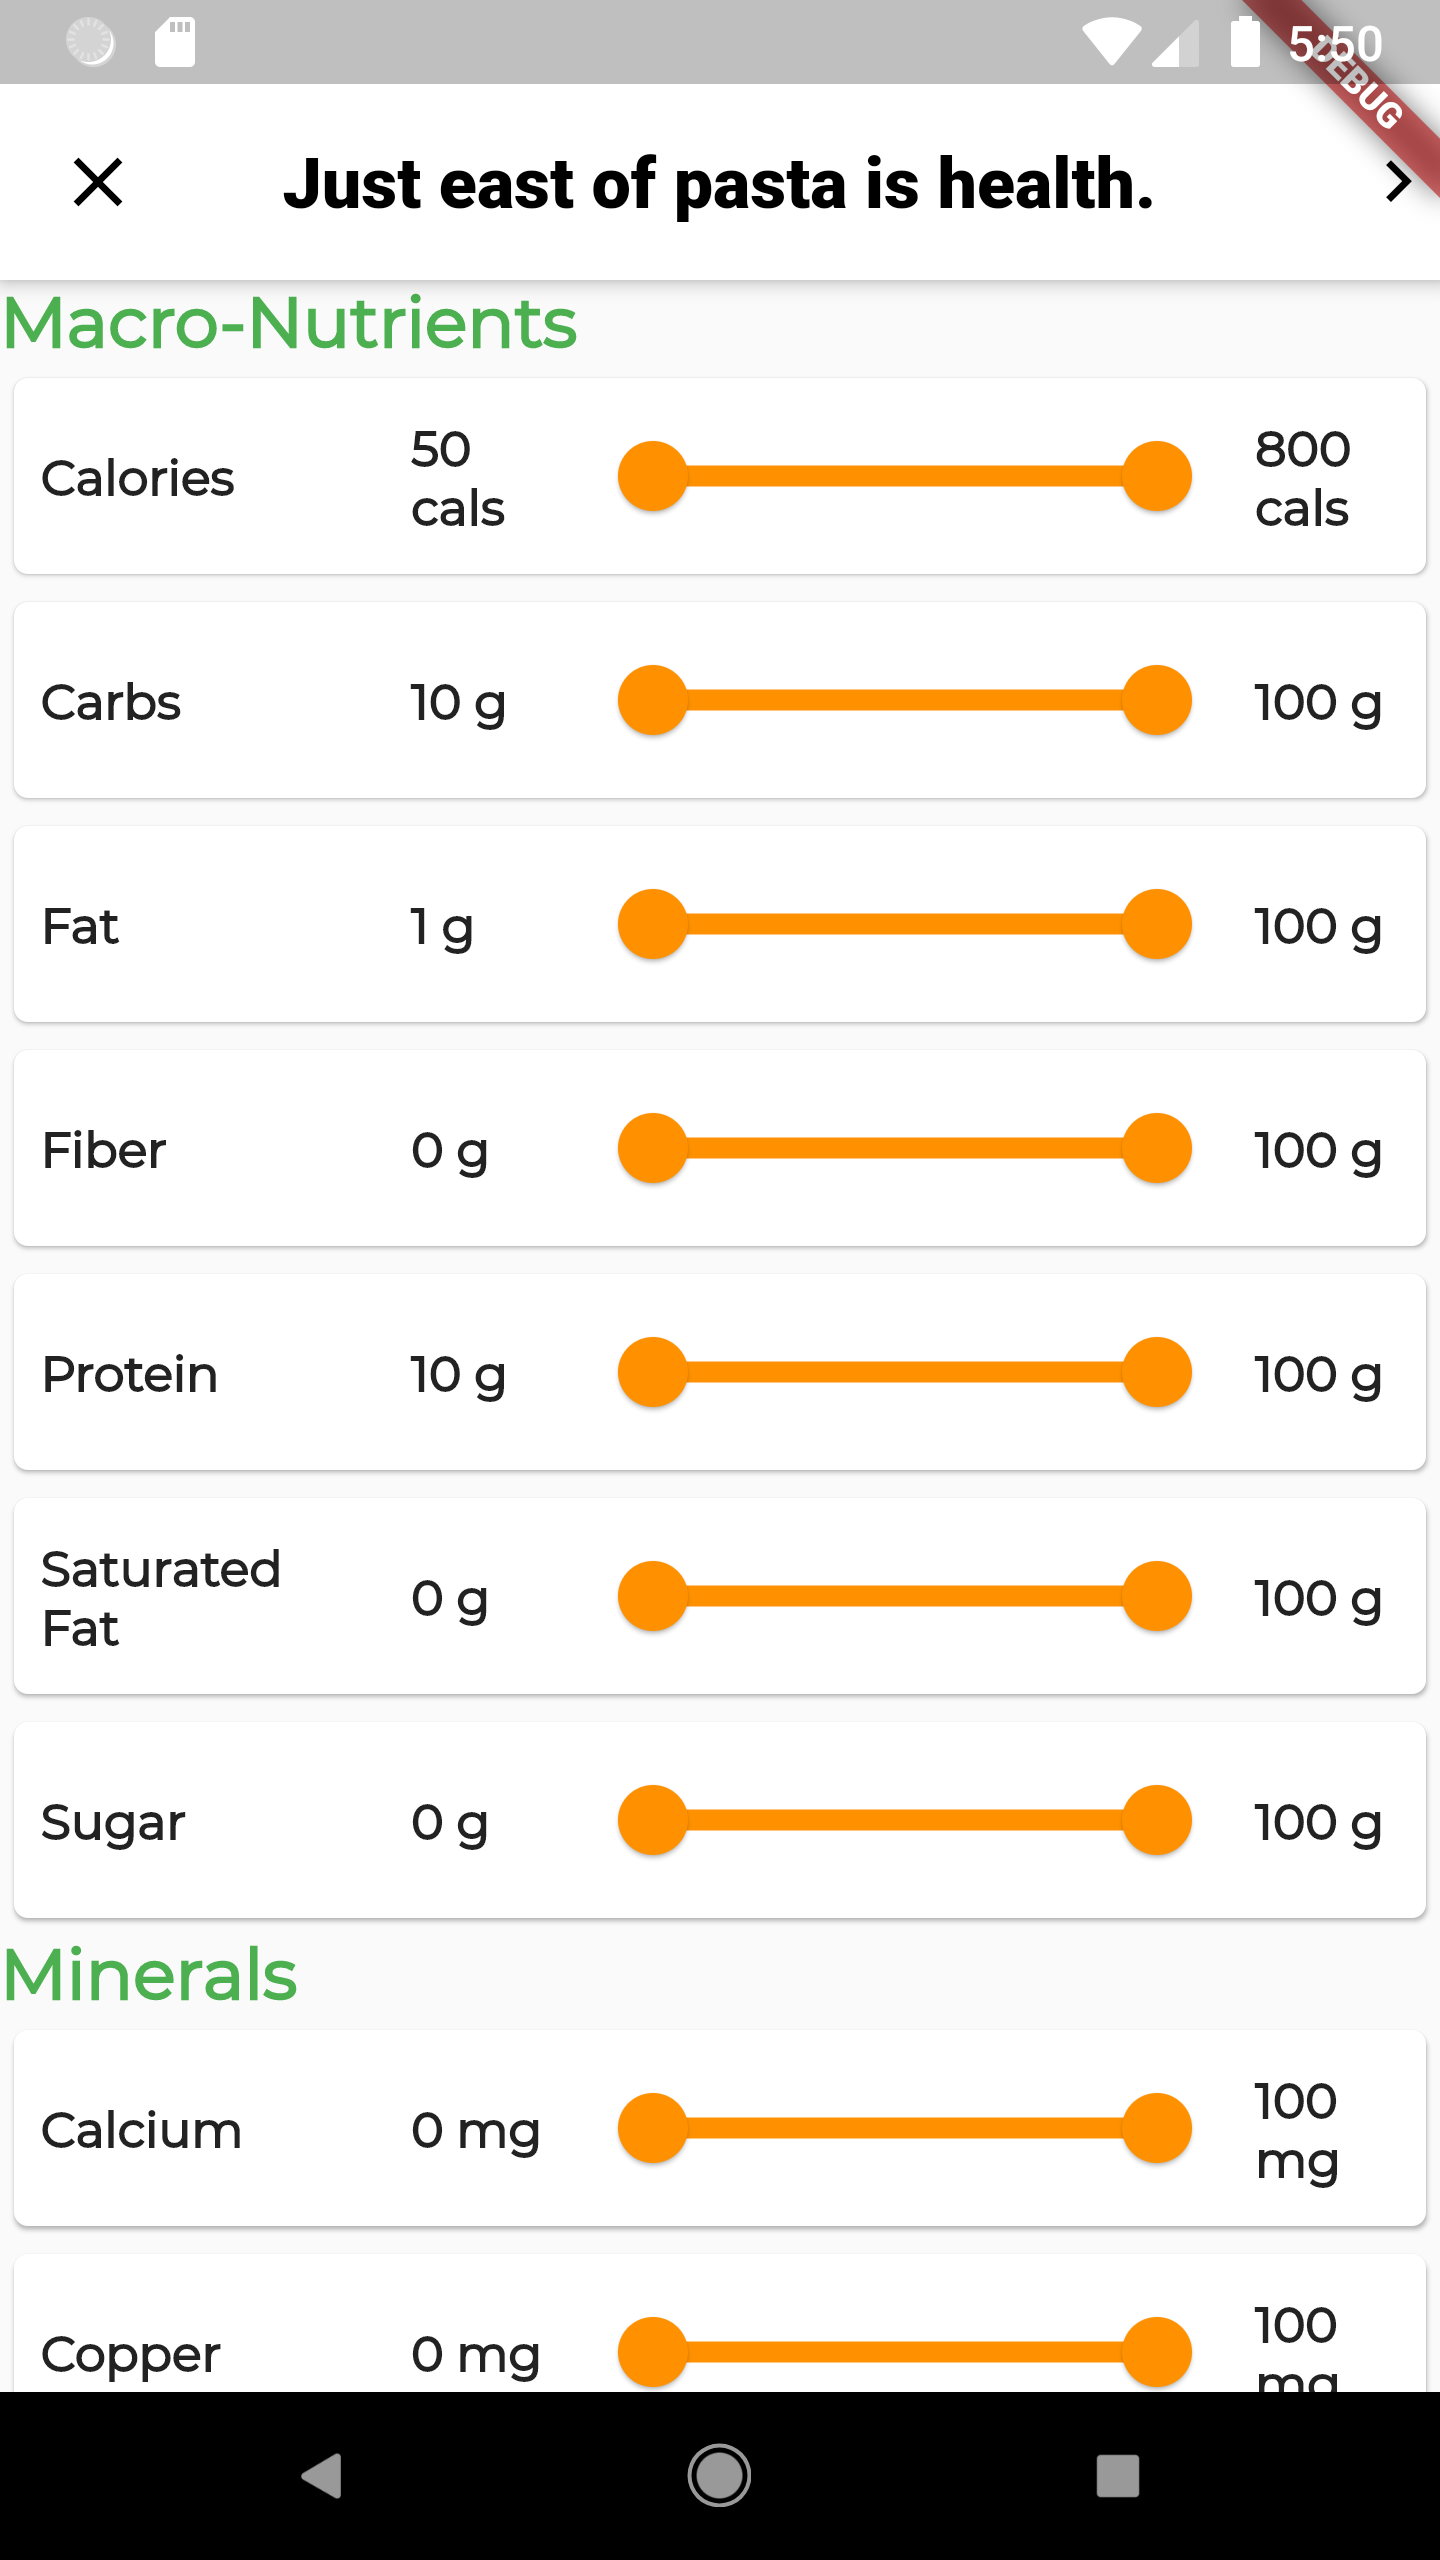 5:50
DEBUG
Just east of pasta is health.
Macro-Nutrients
Calories 50 cals 800 cals
Carbs 10 g 100 g
Fat 1 g 100 g
Fiber 0 g 100 g
Protein 10 g 100 g
Saturated Fat 0 g 100 g
Sugar 0 g 100 g
Minerals
Calcium 0 mg 100 mg
Copper 0 mg 100 mg